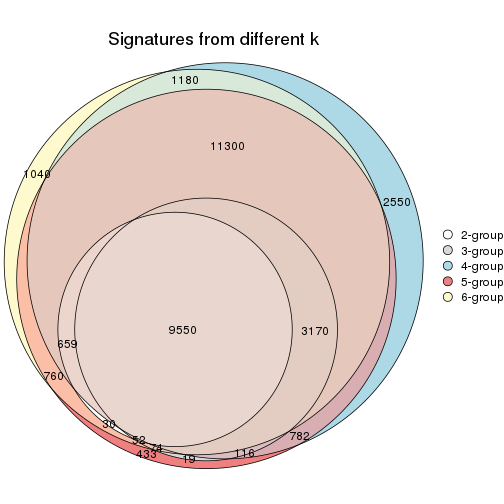 Signatures from different k
1180
11300
1040
2550
2-group
3-group
4-group
5-group
6-group
9550
3170
659
760
30
782
52
74
433
116
19